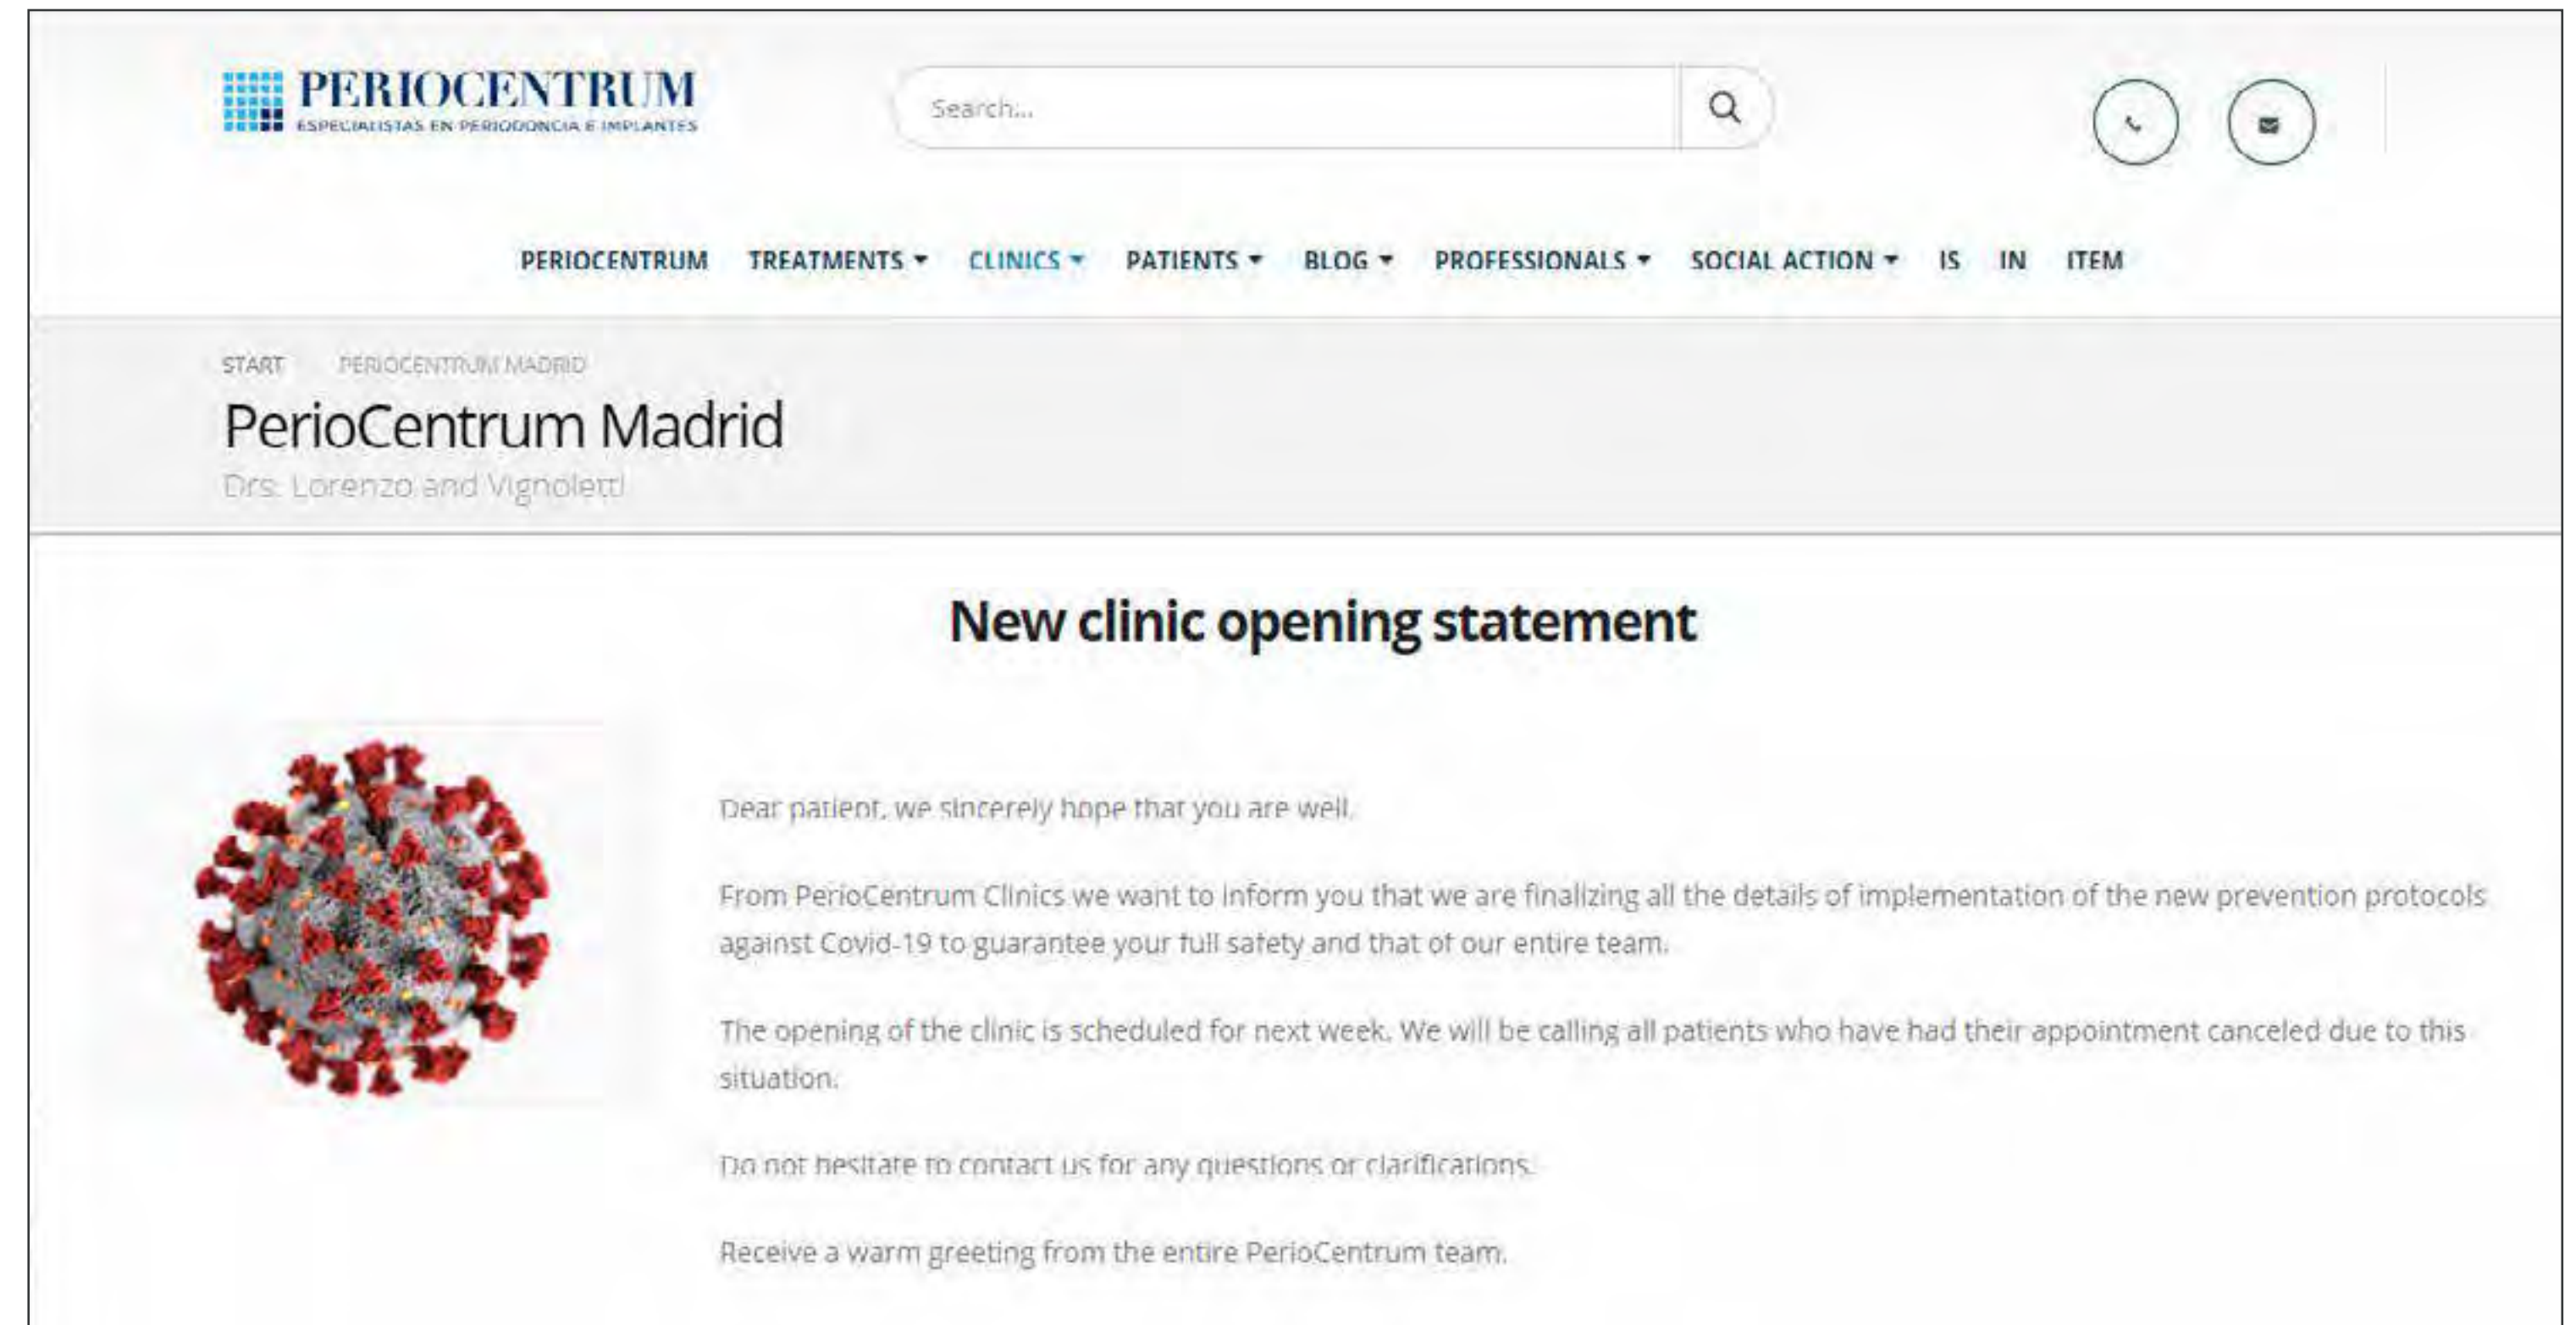 PERIOCENTRUM
ESPECIALISTAS EN PERIODONCIA E IMPLANTES
Search...
PERIOCENTRUM TREATMENTS CLINICS PATIENTS BLOG PROFESSIONALS SOCIAL ACTION IS IN ITEM
START PERIOCENTRUM MADRID
PerioCentrum Madrid
Drs. Lorenzo and Vignoletti
New clinic opening statement
Dear patient, we sincerely hope that you are well.
From PerioCentrum Clinics we want to inform you that we are finalizing all the details of implementation of the new prevention protocols
against Covid-19 to guarantee your full safety and that of our entire team.
The opening of the clinic is scheduled for next week. We will be calling all patients who have had their appointment canceled due to this
situation.
Do not hesitate to contact us for any questions or clarifications.
Receive a warm greeting from the entire PerioCentrum team.